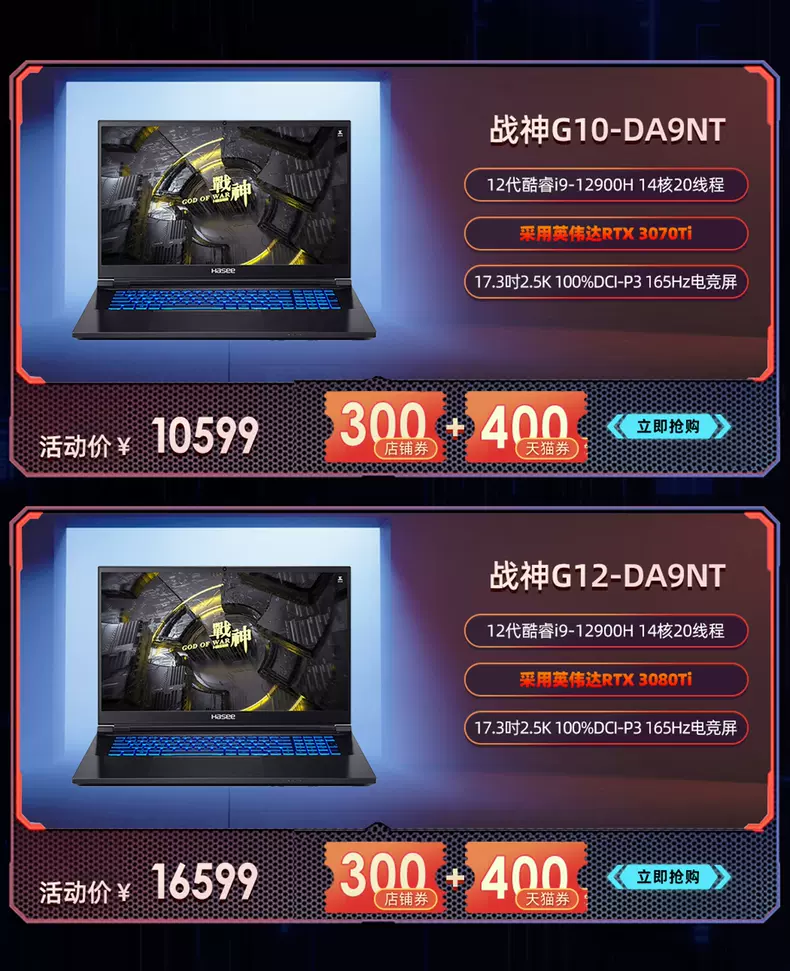 战神G10-DA9NT
12代酷睿i9-12900H 14核20线程
采用英伟达RTX 3070Ti
17.3吋2.5K 100%DCI-P3 165Hz电竞屏
戰神
GOD OF WAR
Hasee
活动价￥ 10599
300 店铺券 + 400 天猫券
立即抢购
战神G12-DA9NT
12代酷睿i9-12900H 14核20线程
采用英伟达RTX 3080Ti
17.3吋2.5K 100%DCI-P3 165Hz电竞屏
戰神
GOD OF WAR
Hasee
活动价￥ 16599
300 店铺券 + 400 天猫券
立即抢购